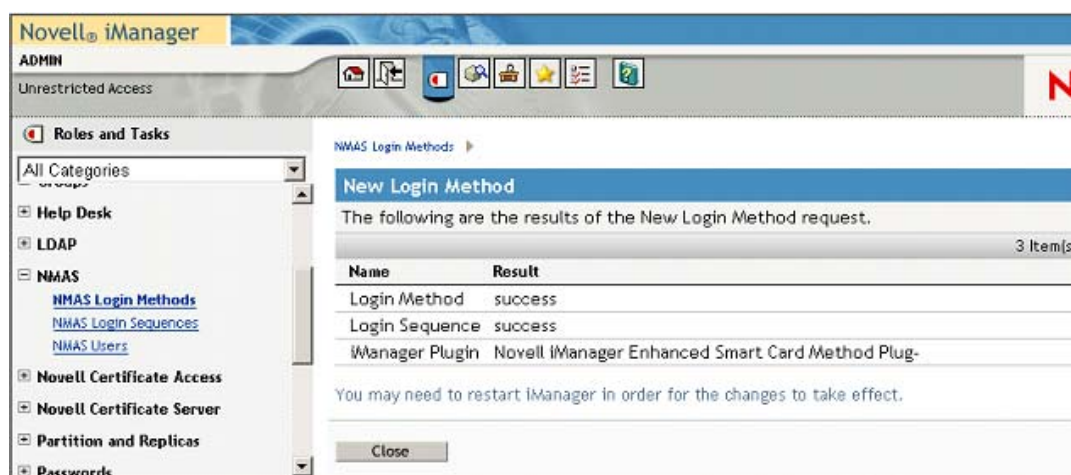 Novell® iManager
ADMIN
Unrestricted Access
N
Roles and Tasks
All Categories
Groups
Help Desk
LDAP
NMAS
NMAS Login Methods
NMAS Login Sequences
NMAS Users
Novell Certificate Access
Novell Certificate Server
Partition and Replicas
Passwords
NMAS Login Methods
New Login Method
The following are the results of the New Login Method request.
3 Item(s
Name Result
Login Method success
Login Sequence success
iManager Plugin Novell iManager Enhanced Smart Card Method Plug-
You may need to restart iManager in order for the changes to take effect.
Close